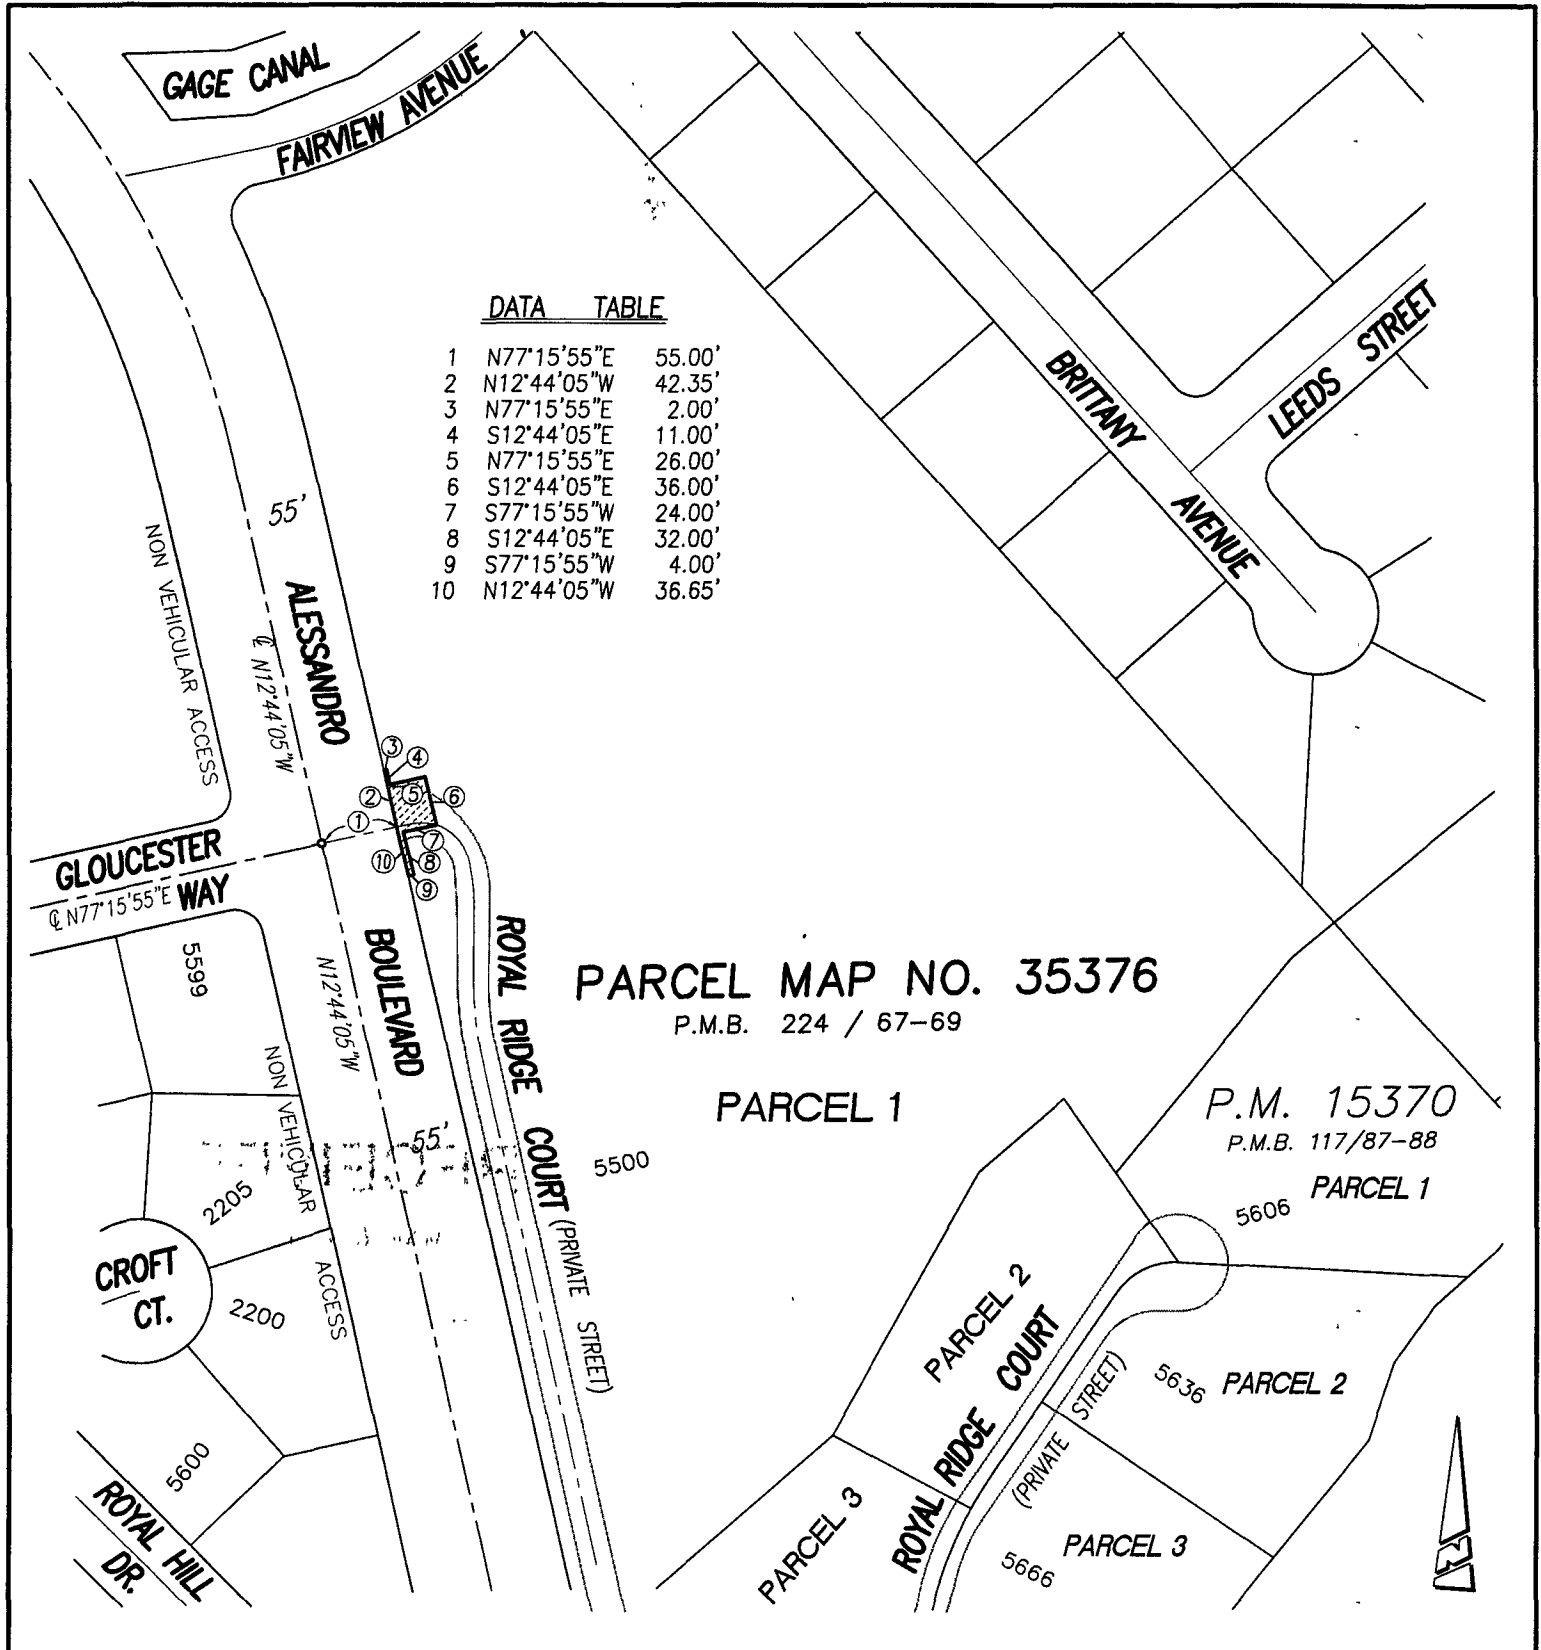 GAGE CANAL
FAIRVIEW AVENUE
DATA TABLE
1 N77°15'55"E 55.00'
2 N12°44'05"W 42.35'
3 N77°15'55"E 2.00'
4 S12°44'05"E 11.00'
5 N77°15'55"E 26.00'
6 S12°44'05"E 36.00'
7 S77°15'55"W 24.00'
8 S12°44'05"E 32.00'
9 S77°15'55"W 4.00'
10 N12°44'05"W 36.65'
BRITTANY
AVENUE
LEEDS STREET
55'
NON VEHICULAR ACCESS
ALESSANDRO
℄ N12°44'05"W
3
4
2
5
6
1
7
10
8
9
GLOUCESTER
WAY
℄ N77°15'55"E
5599
N12°44'05"W
BOULEVARD
ROYAL RIDGE COURT (PRIVATE STREET)
PARCEL MAP NO. 35376
P.M.B. 224 / 67-69
PARCEL 1
5500
P.M. 15370
P.M.B. 117/87-88
PARCEL 1
5606
NON VEHICULAR ACCESS
55'
2205
CROFT
CT.
2200
5600
ROYAL HILL
DR.
PARCEL 2
ROYAL RIDGE COURT
(PRIVATE STREET)
5636 PARCEL 2
PARCEL 3
5666
PARCEL 3
N